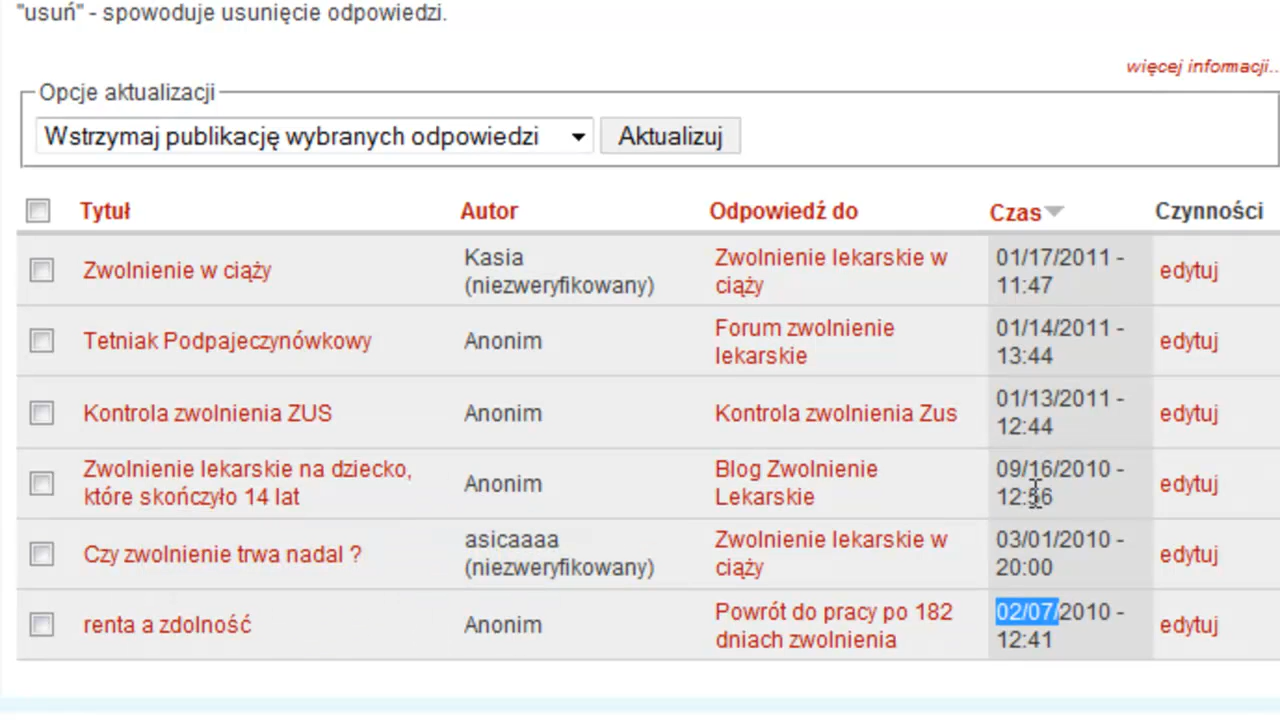 "usuń" - spowoduje usunięcie odpowiedzi.
więcej informacji..
Opcje aktualizacji
Wstrzymaj publikację wybranych odpowiedzi Aktualizuj
Tytuł Autor Odpowiedź do Czas Czynności
Zwolnienie w ciąży
Kasia
(niezweryfikowany)
Zwolnienie lekarskie w
ciąży
01/17/2011 -
11:47
edytuj
Tetniak Podpajeczynówkowy
Anonim
Forum zwolnienie
lekarskie
01/14/2011 -
13:44
edytuj
Kontrola zwolnienia ZUS
Anonim
Kontrola zwolnienia Zus
01/13/2011 -
12:44
edytuj
Zwolnienie lekarskie na dziecko,
które skończyło 14 lat
Anonim
Blog Zwolnienie
Lekarskie
09/16/2010 -
12:56
edytuj
Czy zwolnienie trwa nadal ?
asicaaaa
(niezweryfikowany)
Zwolnienie lekarskie w
ciąży
03/01/2010 -
20:00
edytuj
renta a zdolność
Anonim
Powrót do pracy po 182
dniach zwolnienia
02/07/2010 -
12:41
edytuj